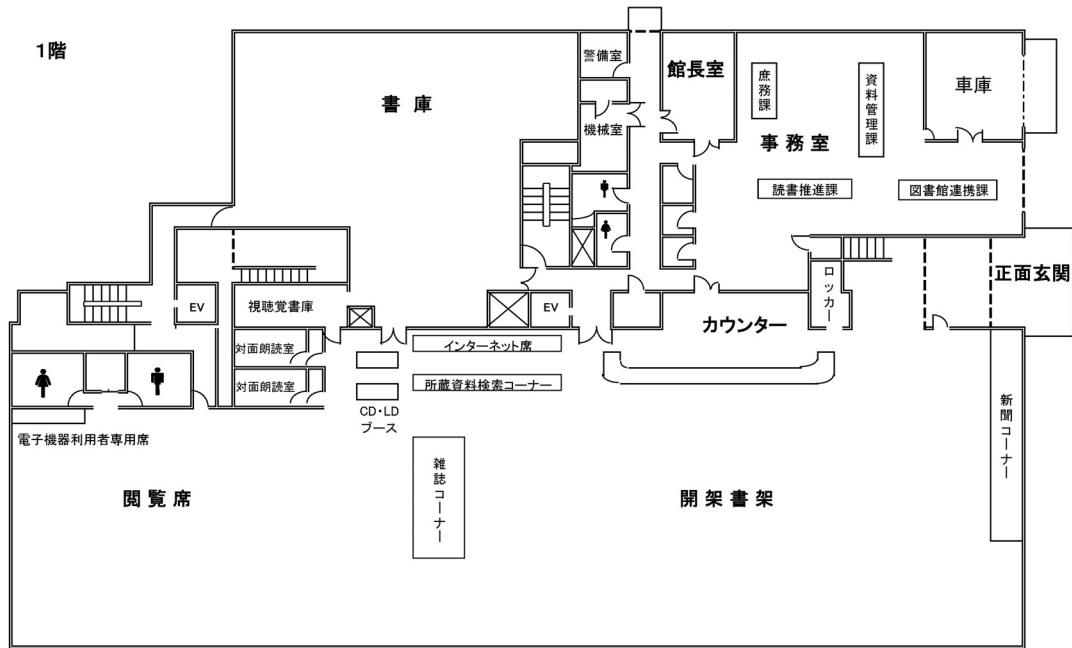 1階
警備室
館長室
庶務課
資料管理課
車庫
書庫
機械室
事務室
読書推進課
図書館連携課
正面玄関
ロッカー
EV
視聴覚書庫
EV
カウンター
対面朗読室
インターネット席
対面朗読室
所蔵資料検索コーナー
CD・LD
ブース
新聞コーナー
電子機器利用者専用席
雑誌コーナー
閲覧席
開架書架